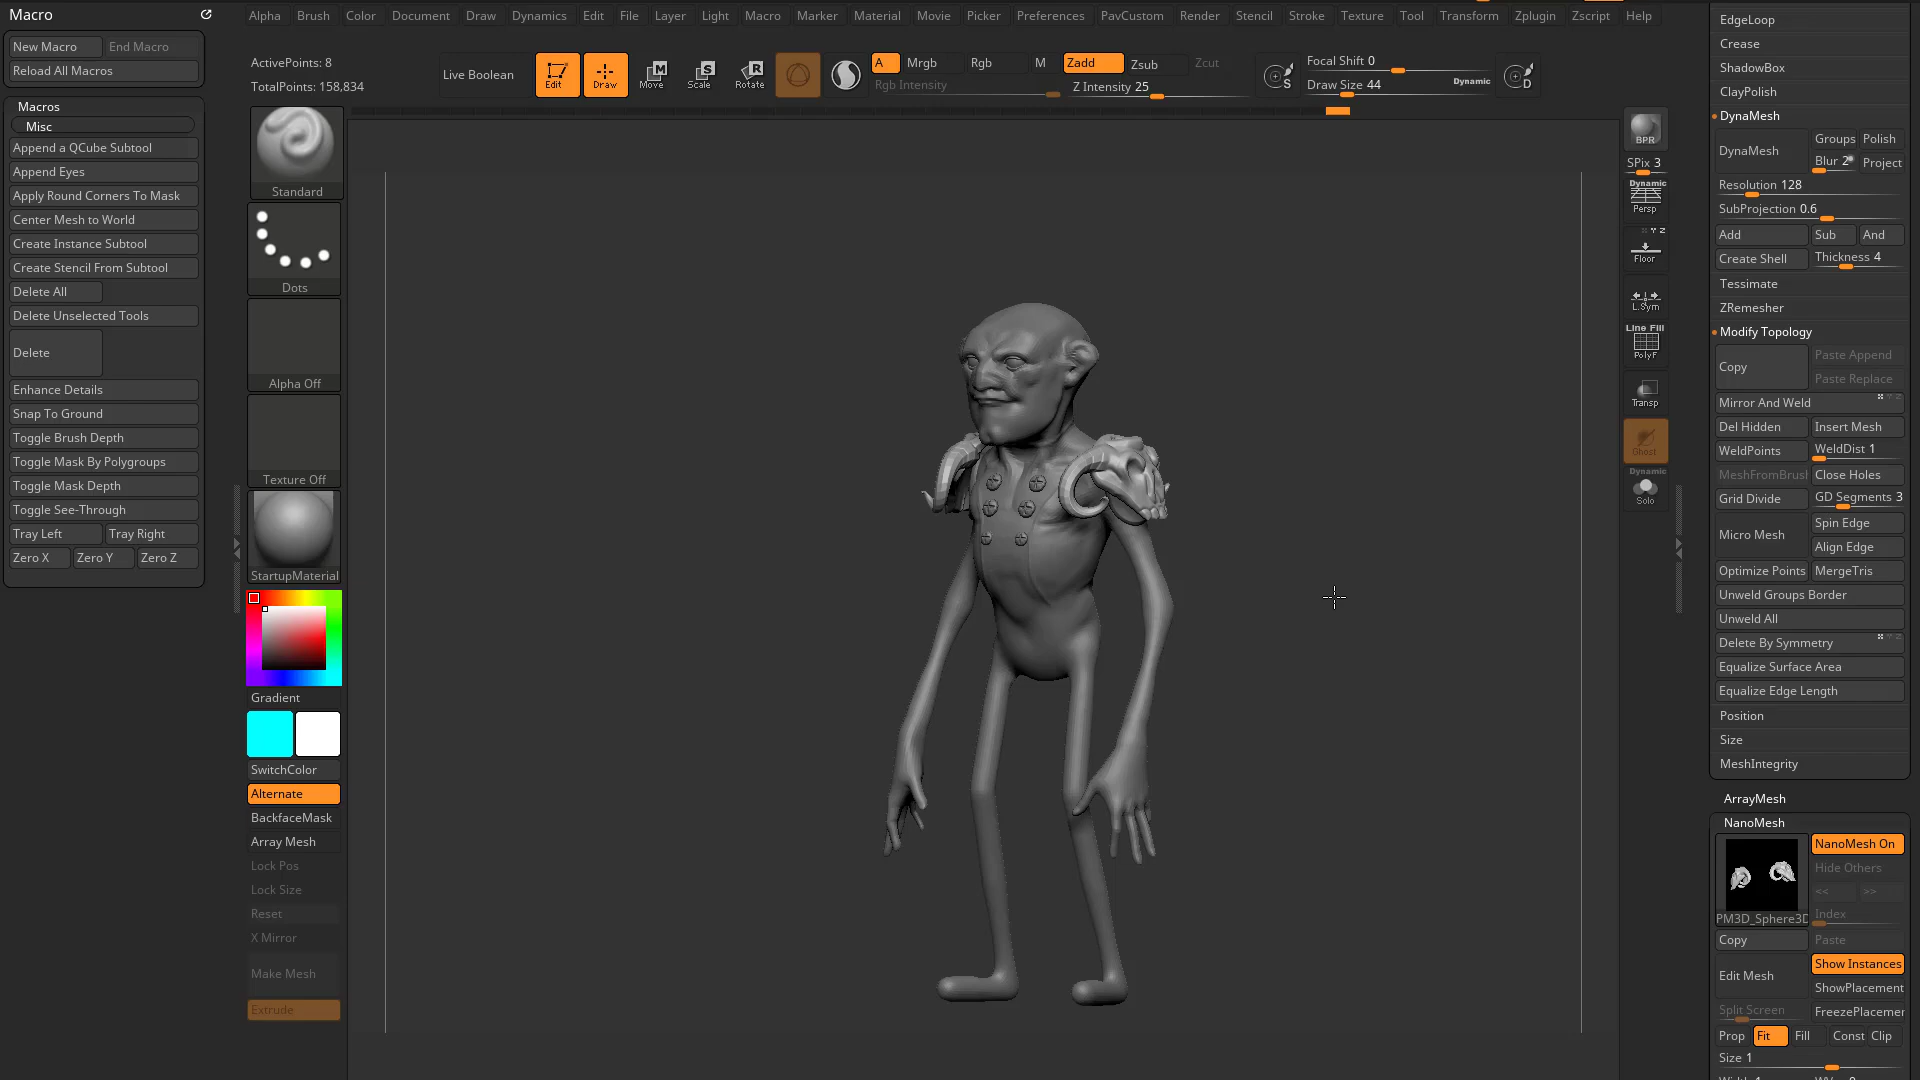 Macro
New Macro End Macro
Reload All Macros
Macros
Misc
Append a QCube Subtool
Append Eyes
Apply Round Corners To Mask
Center Mesh to World
Create Instance Subtool
Create Stencil From Subtool
Delete All
Delete Unselected Tools
Delete
Enhance Details
Snap To Ground
Toggle Brush Depth
Toggle Mask By Polygroups
Toggle Mask Depth
Toggle See-Through
Tray Left Tray Right
Zero X Zero Y Zero Z
Alpha Brush Color Document Draw Dynamics Edit File Layer Light Macro Marker Material Movie Picker Preferences PavCustom Render Stencil Stroke Texture Tool Transform Zplugin Zscript Help
ActivePoints: 8
TotalPoints: 158,834
Live Boolean
Edit Draw Move Scale Rotate
M S R
A Mrgb Rgb M
Rgb Intensity
Zadd Zsub Zcut
Z Intensity 25
S
Focal Shift 0
Draw Size 44 Dynamic
D
Standard
Dots
Alpha Off
Texture Off
StartupMaterial
Gradient
SwitchColor
Alternate
BackfaceMask
Array Mesh
Lock Pos
Lock Size
Reset
X Mirror
Make Mesh
Extrude
BPR
SPix 3
Dynamic
Persp
Floor
L.Sym
Line Fill
PolyF
Transp
Ghost
Dynamic
Solo
EdgeLoop
Crease
ShadowBox
ClayPolish
DynaMesh
DynaMesh Groups Polish
Blur 2 Project
Resolution 128
SubProjection 0.6
Add Sub And
Create Shell Thickness 4
Tessimate
ZRemesher
Modify Topology
Copy Paste Append
Paste Replace
Mirror And Weld
Del Hidden Insert Mesh
WeldPoints WeldDist 1
MeshFromBrus Close Holes
Grid Divide GD Segments 3
Micro Mesh Spin Edge
Align Edge
Optimize Points MergeTris
Unweld Groups Border
Unweld All
Delete By Symmetry
Equalize Surface Area
Equalize Edge Length
Position
Size
MeshIntegrity
ArrayMesh
NanoMesh
NanoMesh On
Hide Others
<< >>
PM3D_Sphere3D Index
Copy Paste
Edit Mesh Show Instances
ShowPlacement
Split Screen FreezePlacemer
Prop Fit Fill Const Clip
Size 1